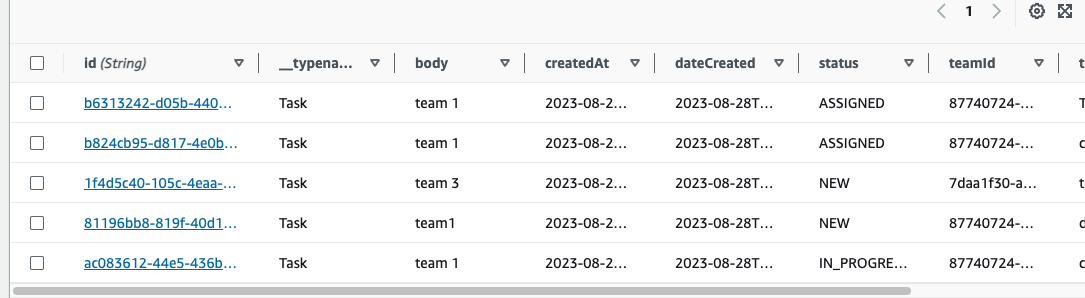 1
id (String) __typena... body createdAt dateCreated status teamId
b6313242-d05b-440... Task team 1 2023-08-2... 2023-08-28T... ASSIGNED 87740724-...
b824cb95-d817-4e0b... Task team 1 2023-08-2... 2023-08-28T... ASSIGNED 87740724-...
1f4d5c40-105c-4eaa-... Task team 3 2023-08-2... 2023-08-28T... NEW 7daa1f30-a...
81196bb8-819f-40d1... Task team1 2023-08-2... 2023-08-28T... NEW 87740724-...
ac083612-44e5-436b... Task team 1 2023-08-2... 2023-08-28T... IN_PROGRE... 87740724-...